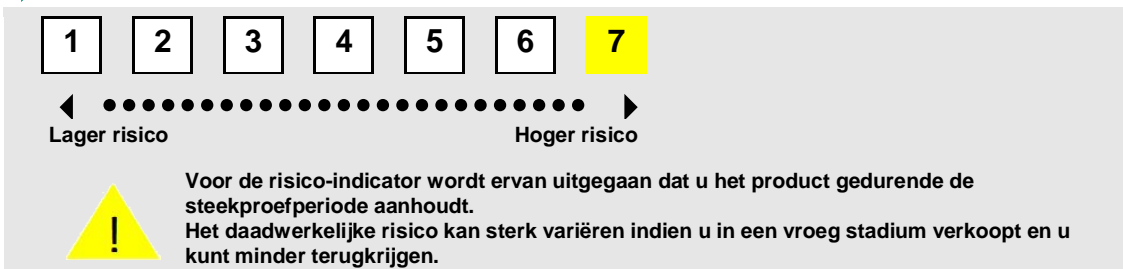 1 2 3 4 5 6 7
Lager risico Hoger risico
!
Voor de risico-indicator wordt ervan uitgegaan dat u het product gedurende de
steekproefperiode aanhoudt.
Het daadwerkelijke risico kan sterk variëren indien u in een vroeg stadium verkoopt en u
kunt minder terugkrijgen.